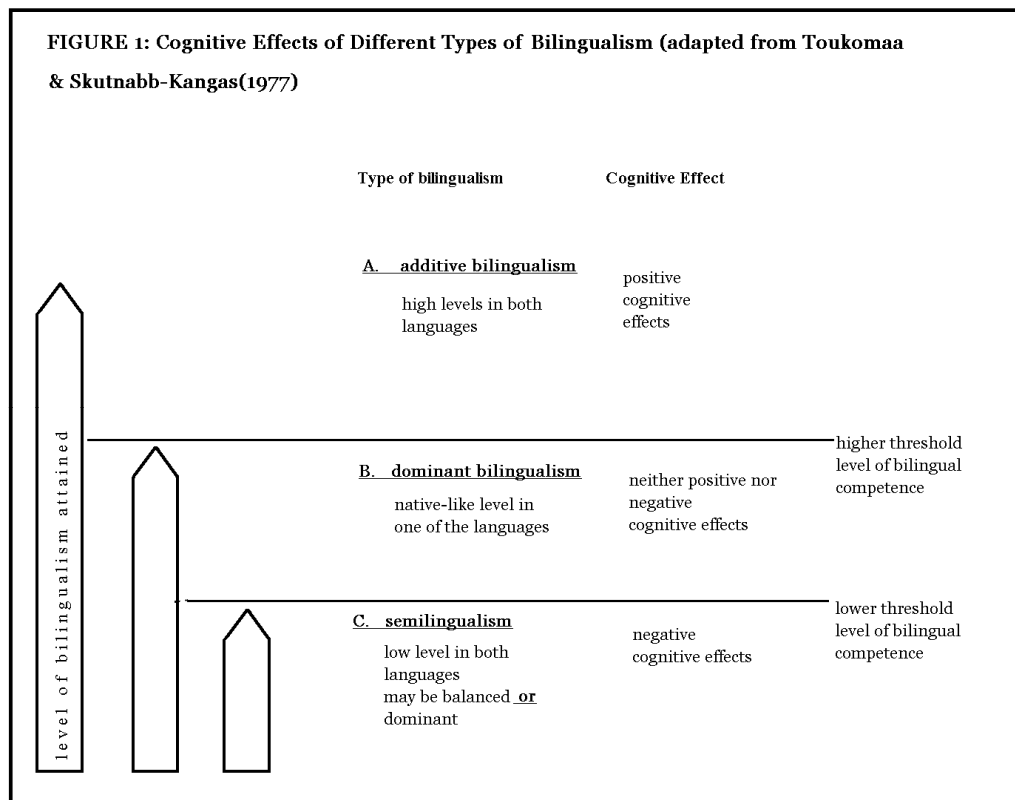 FIGURE 1: Cognitive Effects of Different Types of Bilingualism (adapted from Toukomaa
& Skutnabb-Kangas(1977)
Type of bilingualism
Cognitive Effect
A. additive bilingualism
high levels in both
languages
positive
cognitive
effects
higher threshold
level of bilingual
competence
B. dominant bilingualism
native-like level in
one of the languages
neither positive nor
negative
cognitive effects
lower threshold
level of bilingual
competence
C. semilingualism
low level in both
languages
may be balanced or
dominant
negative
cognitive effects
level of bilingualism attained